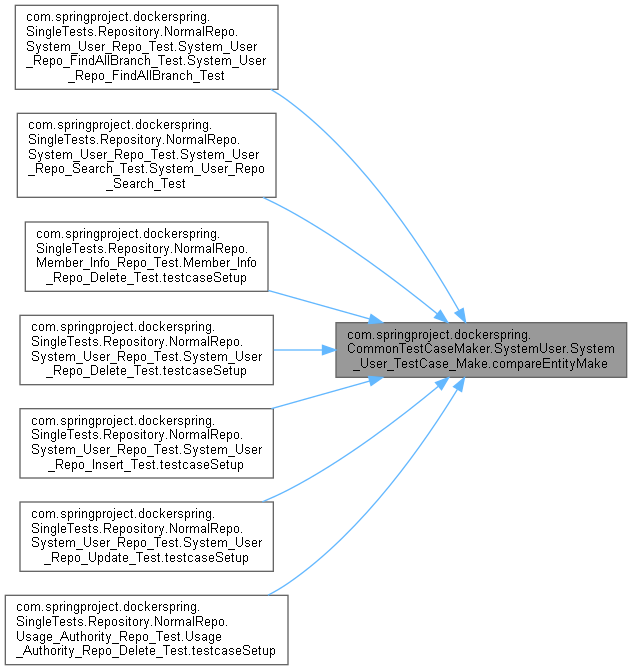 com.springproject.dockerspring.
SingleTests.Repository.NormalRepo.
System_User_Repo_Test.System_User
_Repo_FindAllBranch_Test.System_User
_Repo_FindAllBranch_Test
com.springproject.dockerspring.
SingleTests.Repository.NormalRepo.
System_User_Repo_Test.System_User
_Repo_Search_Test.System_User_Repo
_Search_Test
com.springproject.dockerspring.
SingleTests.Repository.NormalRepo.
Member_Info_Repo_Test.Member_Info
_Repo_Delete_Test.testcaseSetup
com.springproject.dockerspring.
SingleTests.Repository.NormalRepo.
System_User_Repo_Test.System_User
_Repo_Delete_Test.testcaseSetup
com.springproject.dockerspring.
SingleTests.Repository.NormalRepo.
System_User_Repo_Test.System_User
_Repo_Insert_Test.testcaseSetup
com.springproject.dockerspring.
SingleTests.Repository.NormalRepo.
System_User_Repo_Test.System_User
_Repo_Update_Test.testcaseSetup
com.springproject.dockerspring.
SingleTests.Repository.NormalRepo.
Usage_Authority_Repo_Test.Usage
_Authority_Repo_Delete_Test.testcaseSetup
com.springproject.dockerspring.
CommonTestCaseMaker.SystemUser.System
_User_TestCase_Make.compareEntityMake